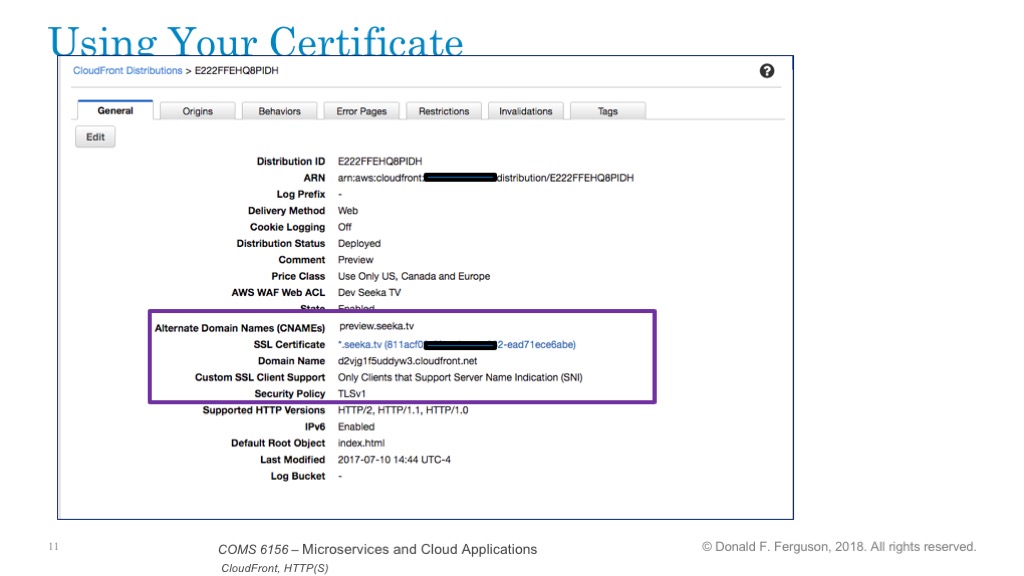 Using Your Certificate
CloudFront Distributions > E222FFEHQ8PIDH
?
General Origins Behaviors Error Pages Restrictions Invalidations Tags
Edit
Distribution ID E222FFEHQ8PIDH
ARN arn:aws:cloudfront: distribution/E222FFEHQ8PIDH
Log Prefix -
Delivery Method Web
Cookie Logging Off
Distribution Status Deployed
Comment Preview
Price Class Use Only US, Canada and Europe
AWS WAF Web ACL Dev Seeka TV
State Enabled
Alternate Domain Names (CNAMEs) preview.seeka.tv
SSL Certificate *.seeka.tv (811acf0 2-ead71ece6abe)
Domain Name d2vjg1f5uddyw3.cloudfront.net
Custom SSL Client Support Only Clients that Support Server Name Indication (SNI)
Security Policy TLSv1
Supported HTTP Versions HTTP/2, HTTP/1.1, HTTP/1.0
IPv6 Enabled
Default Root Object index.html
Last Modified 2017-07-10 14:44 UTC-4
Log Bucket -
11
COMS 6156 – Microservices and Cloud Applications
CloudFront, HTTP(S)
© Donald F. Ferguson, 2018. All rights reserved.